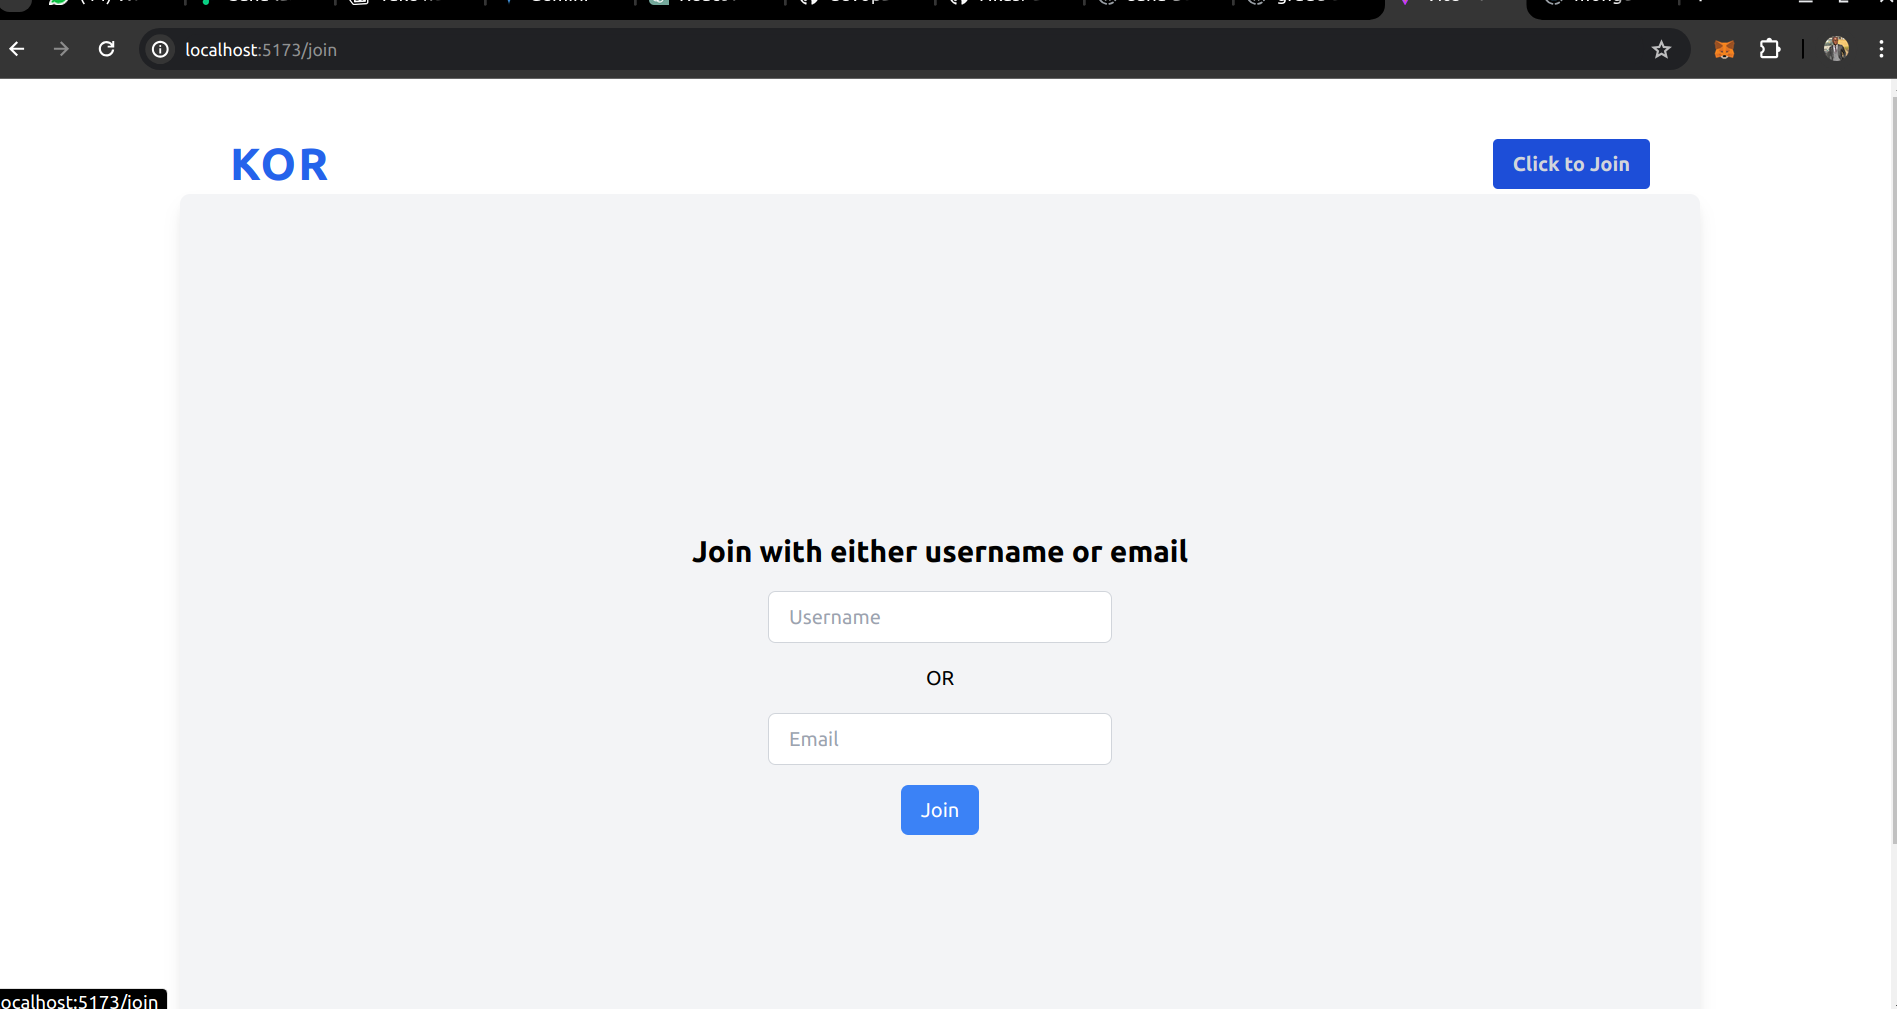 localhost:5173/join
KOR
Click to Join
Join with either username or email
Username
OR
Email
Join
ocalhost:5173/join